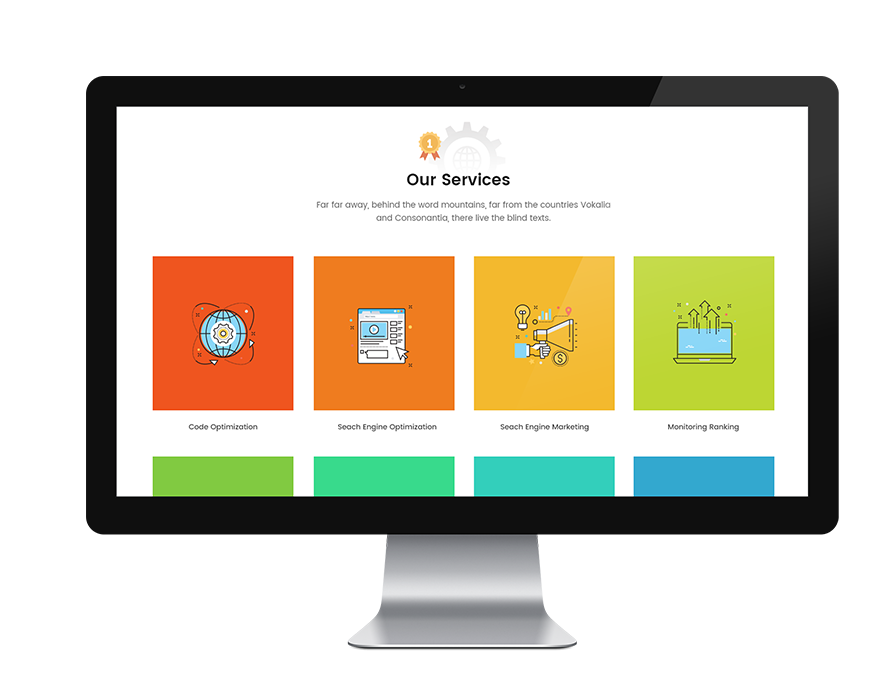 1
Our Services
Far far away, behind the word mountains, far from the countries Vokalia
and Consonantia, there live the blind texts.
$
Code Optimization
Seach Engine Optimization
Seach Engine Marketing
Monitoring Ranking